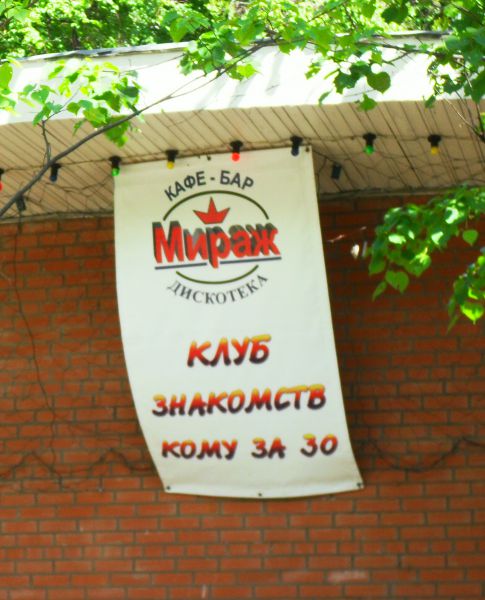 КАФЕ - БАР
Мираж
ДИСКОТЕКА
КЛУБ
ЗНАКОМСТВ
КОМУ ЗА 30